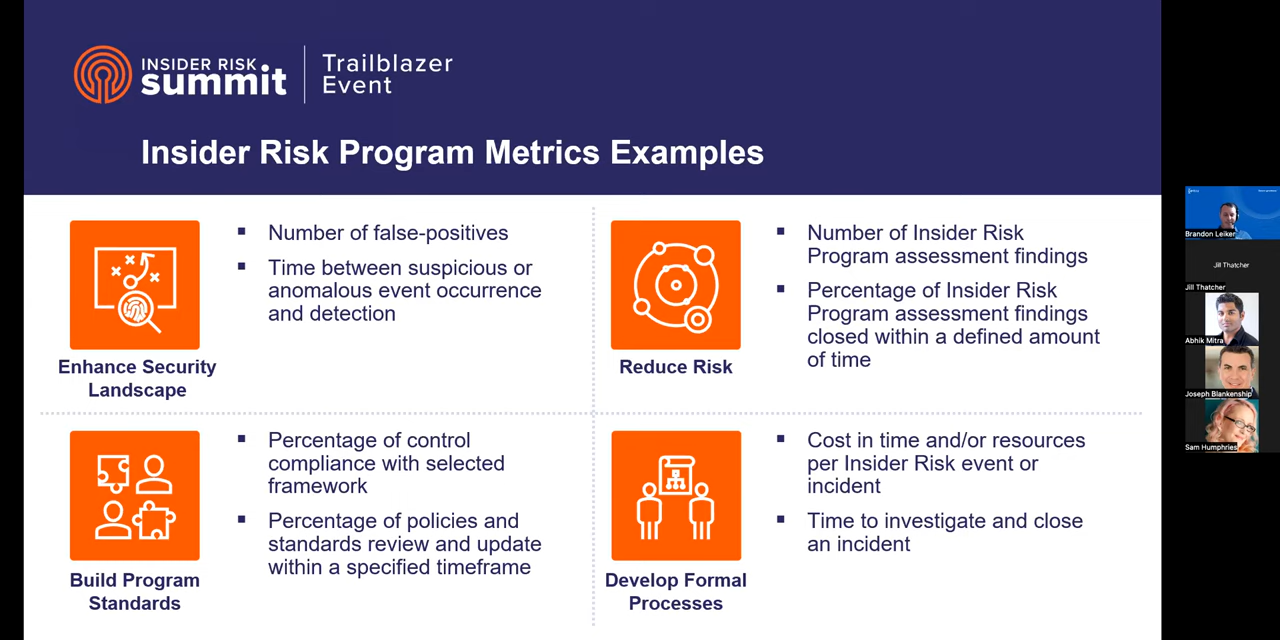 INSIDER RISK
summit
Trailblazer
Event
Insider Risk Program Metrics Examples
Enhance Security
Landscape
▪ Number of false-positives
▪ Time between suspicious or
anomalous event occurrence
and detection
Reduce Risk
▪ Number of Insider Risk
Program assessment findings
▪ Percentage of Insider Risk
Program assessment findings
closed within a defined amount
of time
Build Program
Standards
▪ Percentage of control
compliance with selected
framework
▪ Percentage of policies and
standards review and update
within a specified timeframe
Develop Formal
Processes
▪ Cost in time and/or resources
per Insider Risk event or
incident
▪ Time to investigate and close
an incident
Brandon Leiker
Jill Thatcher
Jill Thatcher
Abhik Mitra
Joseph Blankenship
Sam Humphries